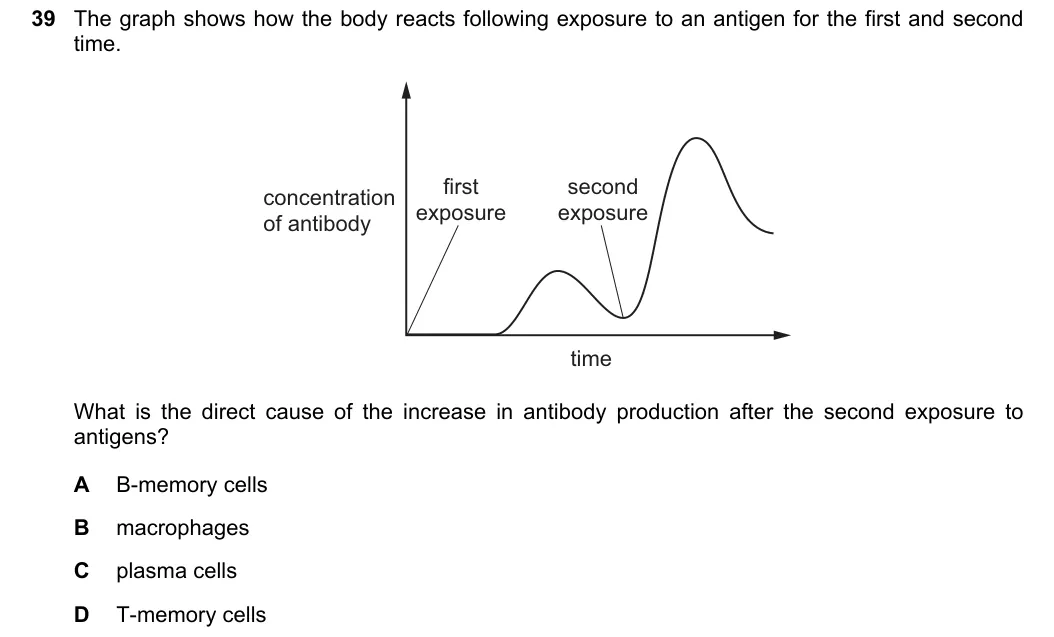 39 The graph shows how the body reacts following exposure to an antigen for the first and second
time.
concentration
of antibody
first
exposure
second
exposure
time
What is the direct cause of the increase in antibody production after the second exposure to
antigens?
A B-memory cells
B macrophages
C plasma cells
D T-memory cells